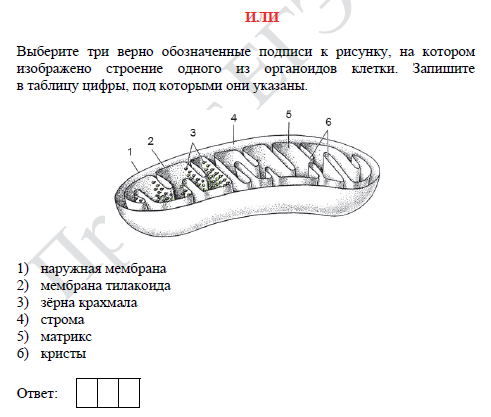 ИЛИ
Выберите три верно обозначенные подписи к рисунку, на котором
изображено строение одного из органоидов клетки. Запишите
в таблицу цифры, под которыми они указаны.
1 2 3 4 5 6
1) наружная мембрана
2) мембрана тилакоида
3) зёрна крахмала
4) строма
5) матрикс
6) кристы
Ответ: